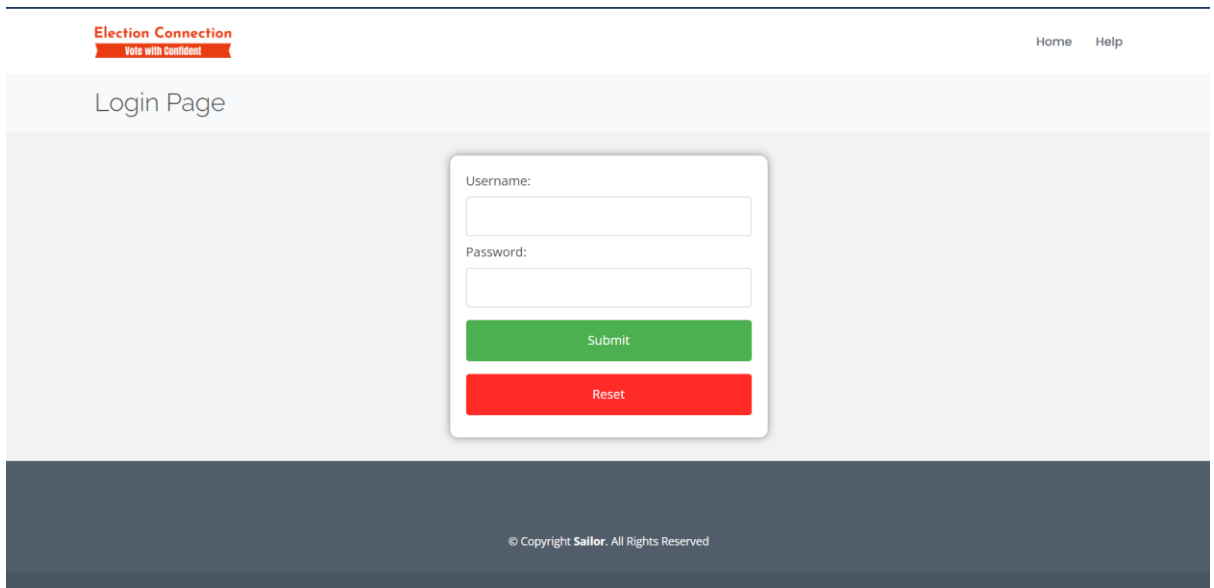 Election Connection
Vote with Confident
Home Help
Login Page
Username:
Password:
Submit
Reset
© Copyright Sailor. All Rights Reserved